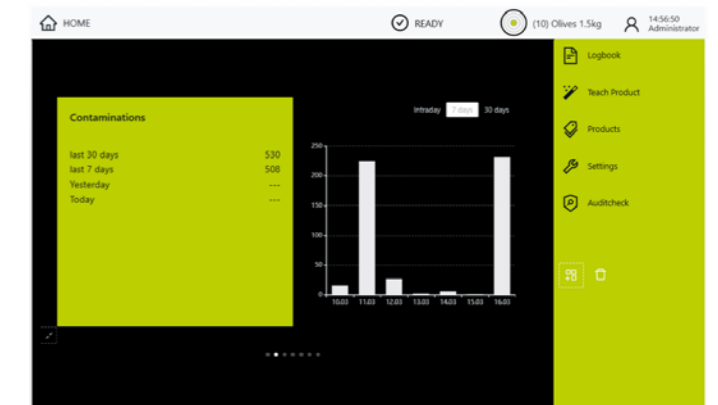 HOME
READY
(10) Olives 1.5kg
14:56:50
Administrator
Contaminations
last 30 days 530
last 7 days 508
Yesterday ---
Today ---
Intraday 7 days 30 days
250
200
150
100
50
0
10.03 11.03 12.03 13.03 14.03 15.03 16.03
Logbook
Teach Product
Products
Settings
Auditcheck